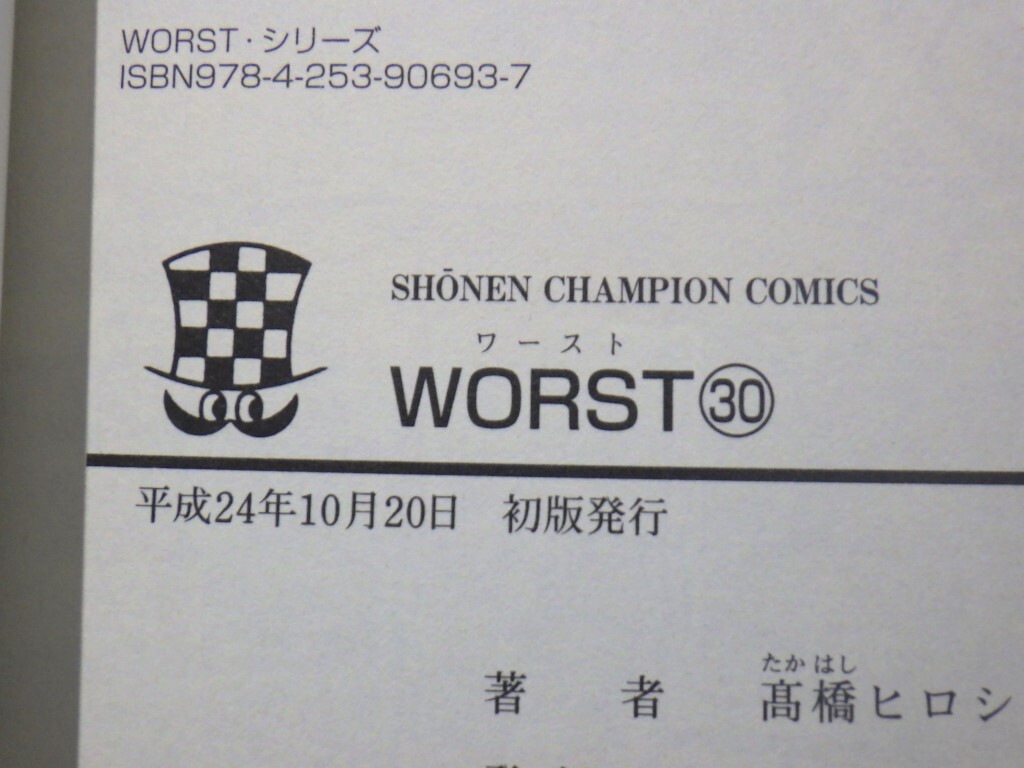 WORST・シリーズ
ISBN978-4-253-90693-7
SHŌNEN CHAMPION COMICS
ワースト
WORST㉚
平成24年10月20日 初版発行
たかはし
著者 髙橋ヒロシ